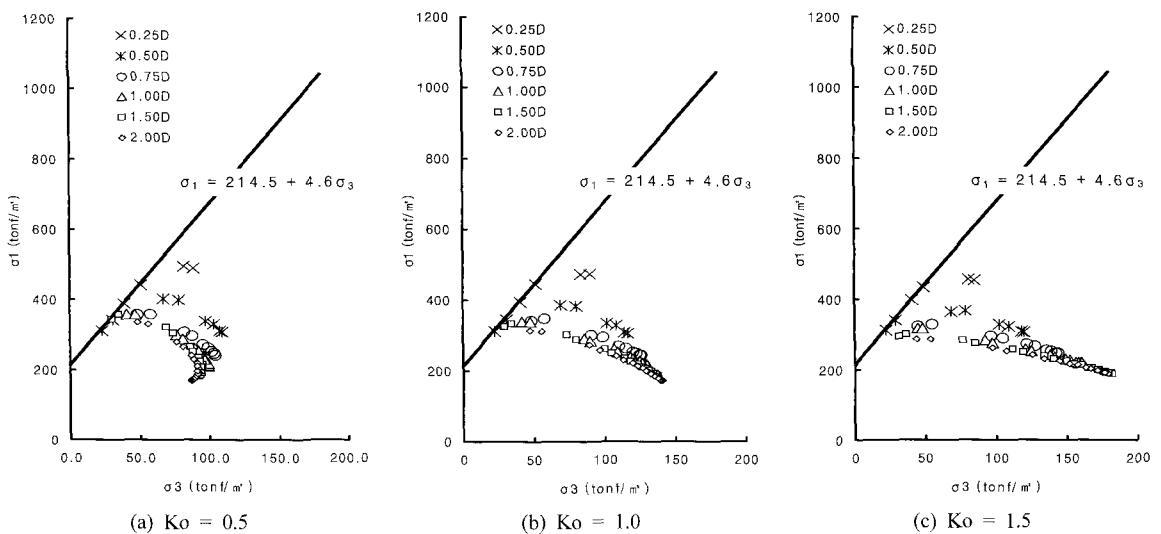 1200
1000
800
600
400
200
0
σ1 (tonf/㎡)
×0.25D
⚹0.50D
○0.75D
△1.00D
□1.50D
◇2.00D
σ₁ = 214.5 + 4.6σ₃
0.0 50.0 100.0 150.0 200.0
σ3 (tonf/㎡)
(a) Ko = 0.5
1200
1000
800
600
400
200
0
σ1 (tonf/㎡)
×0.25D
⚹0.50D
○0.75D
△1.00D
□1.50D
◇2.00D
σ₁ = 214.5 + 4.6σ₃
0 50 100 150 200
σ3 (tonf/㎡)
(b) Ko = 1.0
1200
1000
800
600
400
200
0
σ1 (tonf/㎡)
×0.25D
⚹0.50D
○0.75D
△1.00D
□1.50D
◇2.00D
σ₁ = 214.5 + 4.6σ₃
0 50 100 150 200
σ3 (tonf/㎡)
(c) Ko = 1.5